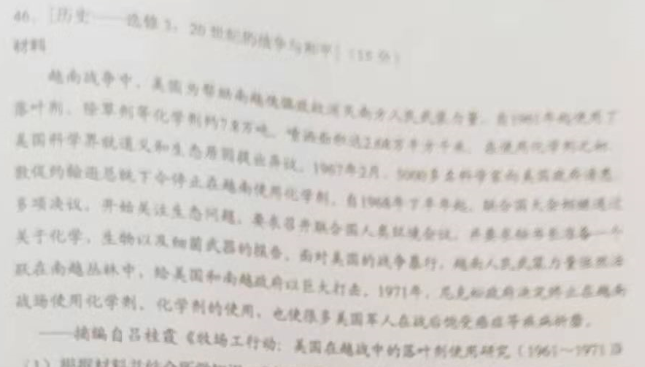 46. [历史——选修3：20世纪的战争与和平]（15分）
材料
越南战争中，美国为帮助南越傀儡政权消灭南方人民武装力量，自1961年起使用了
落叶剂、除草剂等化学剂约7.8万吨，喷洒面积达2.68万平方千米。在使用化学剂之初，
美国科学界就道义和生态原因提出异议，1967年2月，5000多名科学家向美国政府请愿，
敦促约翰逊总统下令停止在越南使用化学剂。自1968年下半年起，联合国大会相继通过
多项决议，开始关注生态问题，要求召开联合国人类环境会议，并要求秘书长准备一个
关于化学、生物以及细菌武器的报告。面对美国的战争暴行，越南人民武装力量依然活
跃在南越丛林中，给美国和南越政府以巨大打击。1971年，尼克松政府决定终止在越南
战场使用化学剂。化学剂的使用，也使很多美国军人在战后饱受癌症等疾病折磨。
——摘编自吕桂霞《牧场工行动：美国在越战中的落叶剂使用研究（1961～1971
（1）根据材料并结合所学知识